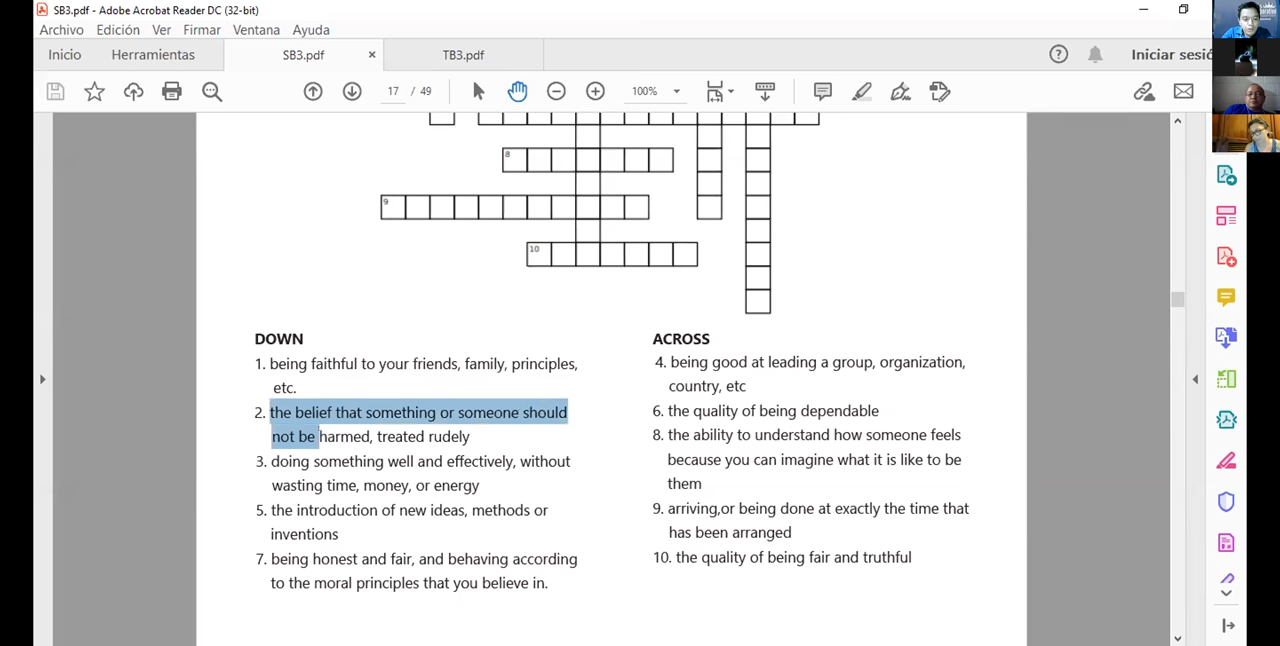 SB3.pdf - Adobe Acrobat Reader DC (32-bit)
Archivo Edición Ver Firmar Ventana Ayuda
Inicio Herramientas SB3.pdf × TB3.pdf Iniciar sesió
17 / 49 100%
8
9
10
DOWN
1. being faithful to your friends, family, principles,
etc.
2. the belief that something or someone should
not be harmed, treated rudely
3. doing something well and effectively, without
wasting time, money, or energy
5. the introduction of new ideas, methods or
inventions
7. being honest and fair, and behaving according
to the moral principles that you believe in.
ACROSS
4. being good at leading a group, organization,
country, etc
6. the quality of being dependable
8. the ability to understand how someone feels
because you can imagine what it is like to be
them
9. arriving,or being done at exactly the time that
has been arranged
10. the quality of being fair and truthful